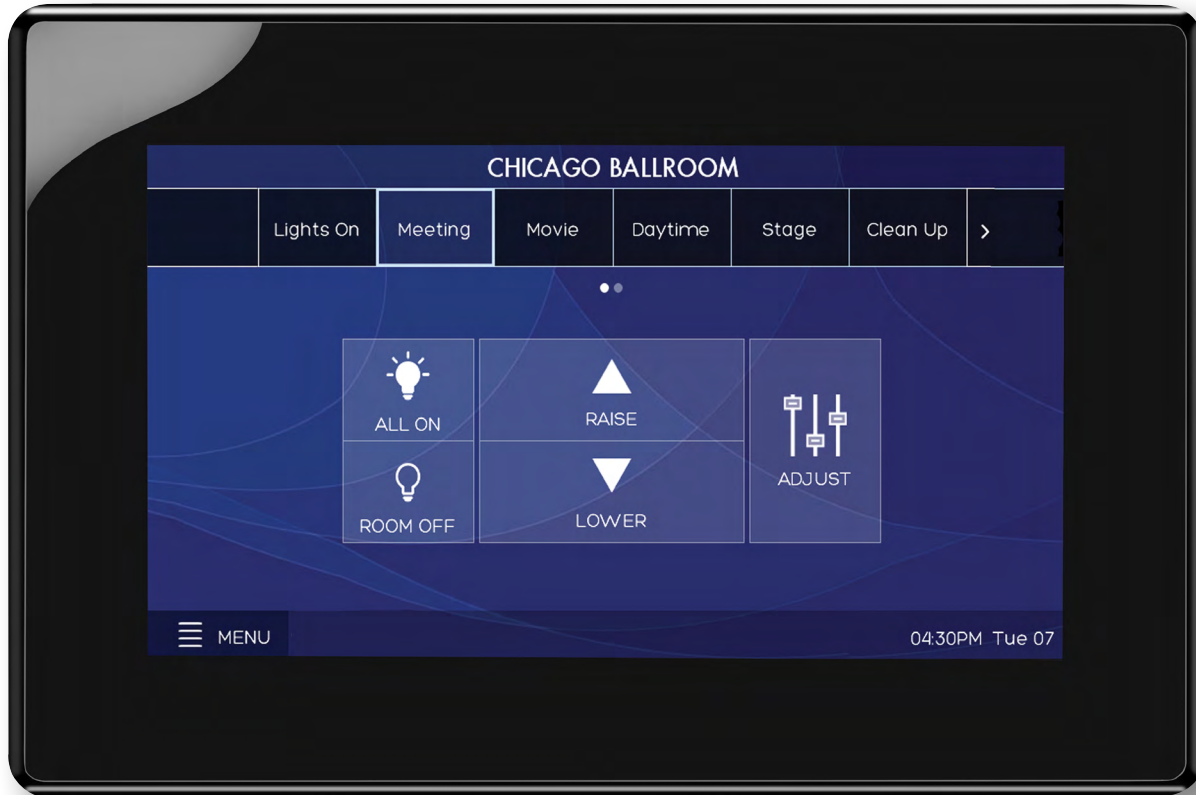 CHICAGO BALLROOM
Lights On Meeting Movie Daytime Stage Clean Up >
ALL ON
RAISE
ADJUST
ROOM OFF
LOWER
MENU 04:30PM Tue 07